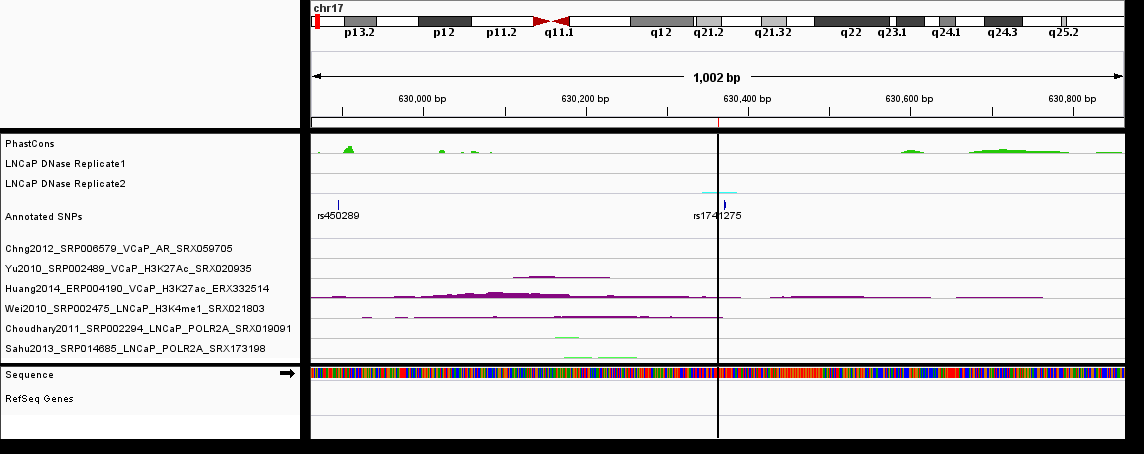 chr17
p13.2 p12 p11.2 q11.1 q12 q21.2 q21.32 q22 q23.1 q24.1 q24.3 q25.2
1,002 bp
630,000 bp 630,200 bp 630,400 bp 630,600 bp 630,800 bp
PhastCons
LNCaP DNase Replicate1
LNCaP DNase Replicate2
Annotated SNPs
rs450289 rs1741275
Chng2012_SRP006579_VCaP_AR_SRX059705
Yu2010_SRP002489_VCaP_H3K27Ac_SRX020935
Huang2014_ERP004190_VCaP_H3K27ac_ERX332514
Wei2010_SRP002475_LNCaP_H3K4me1_SRX021803
Choudhary2011_SRP002294_LNCaP_POLR2A_SRX019091
Sahu2013_SRP014685_LNCaP_POLR2A_SRX173198
Sequence
RefSeq Genes